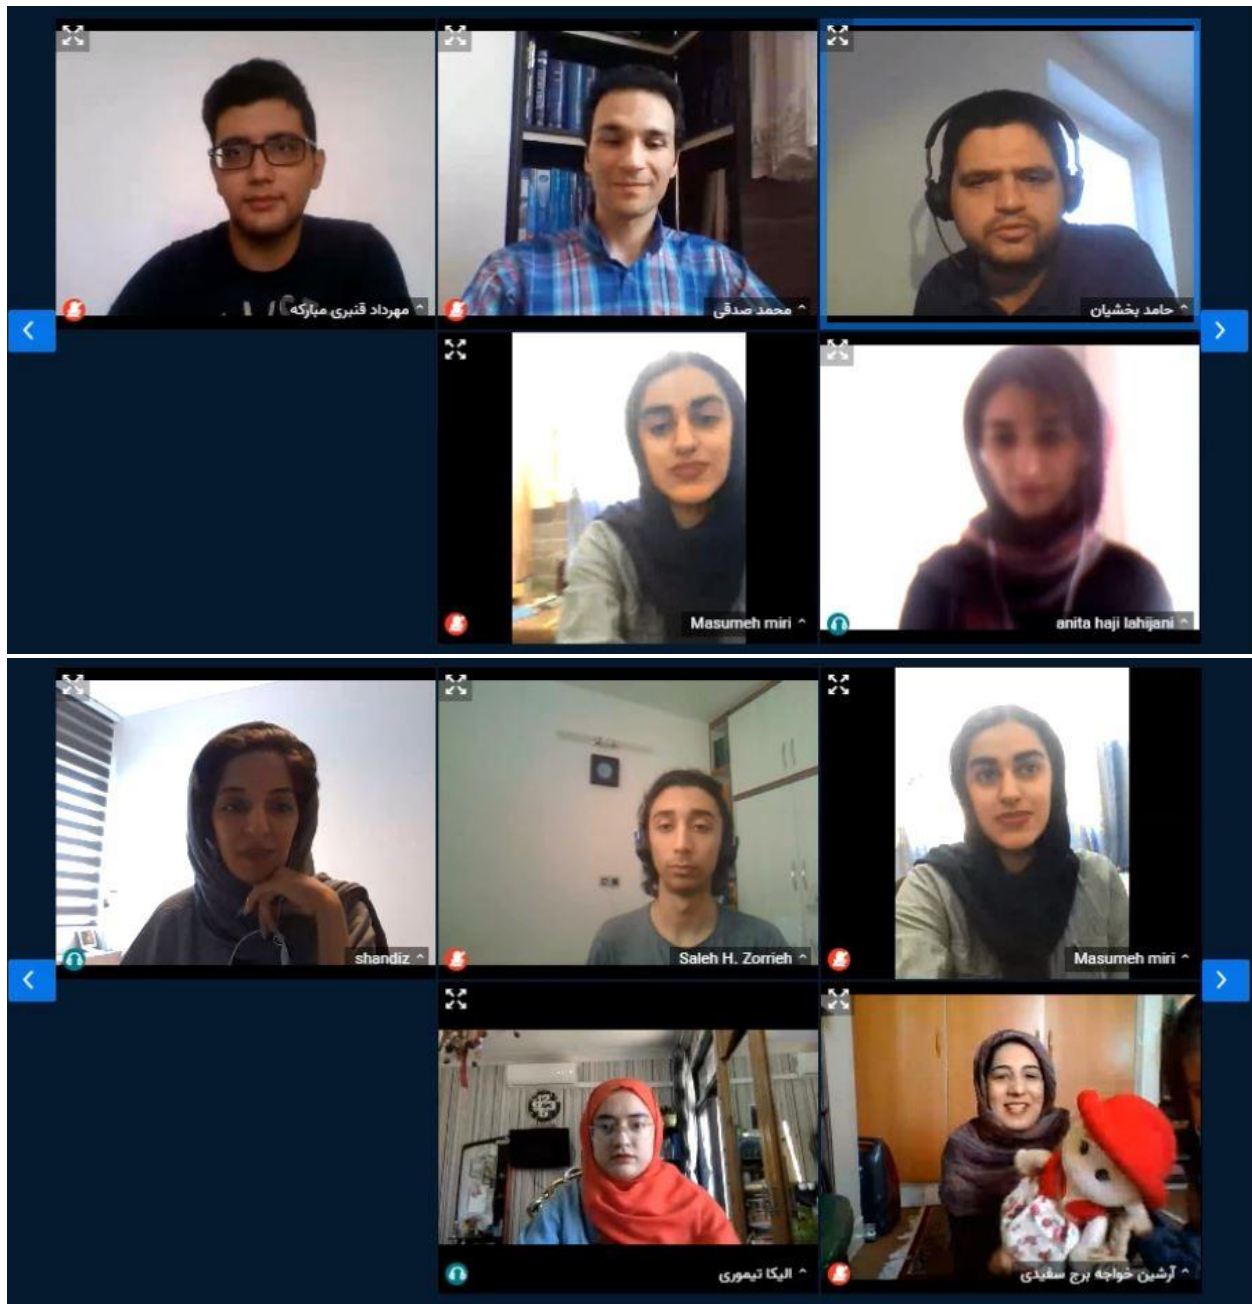 مهرداد قنبری مبارکه
محمد صدقی
حامد بخشیان
Masumeh miri
anita haji lahijani
shandiz
Saleh H. Zorrieh
Masumeh miri
الیکا تیموری
آرشین خواجه برج سفیدی